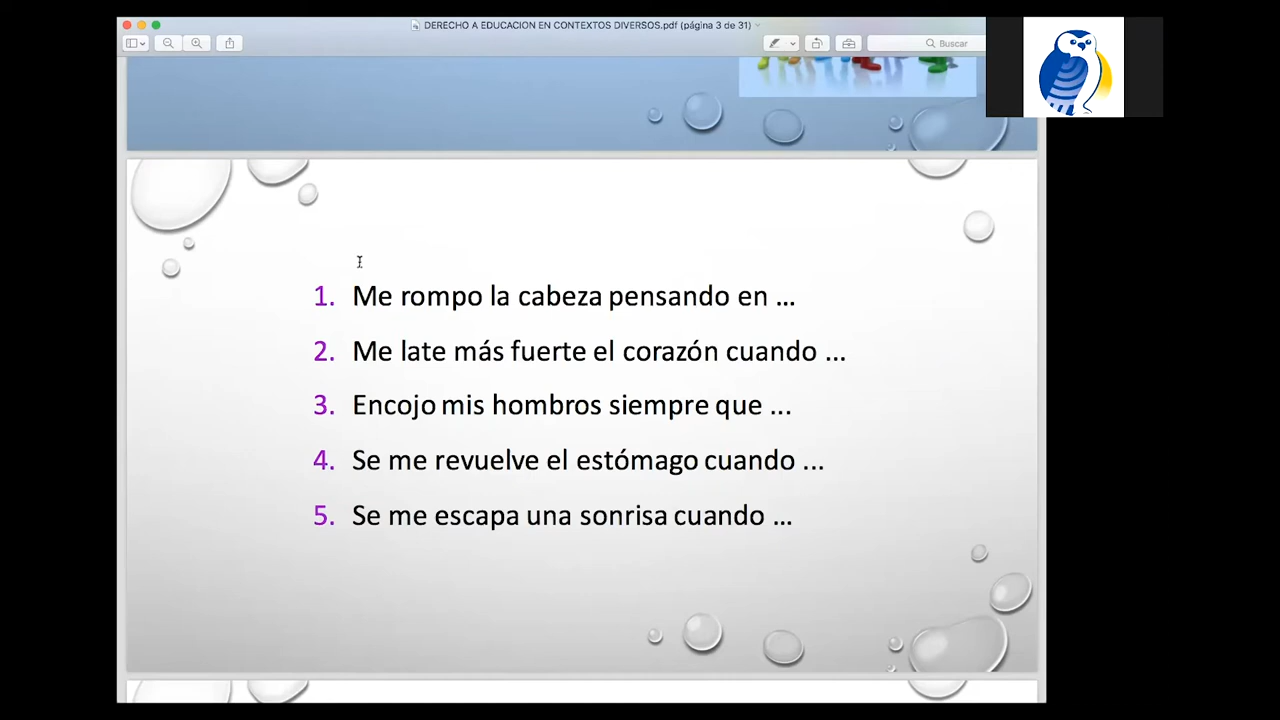 DERECHO A EDUCACION EN CONTEXTOS DIVERSOS.pdf (página 3 de 31)
Buscar
1. Me rompo la cabeza pensando en ...
2. Me late más fuerte el corazón cuando ...
3. Encojo mis hombros siempre que ...
4. Se me revuelve el estómago cuando ...
5. Se me escapa una sonrisa cuando ...